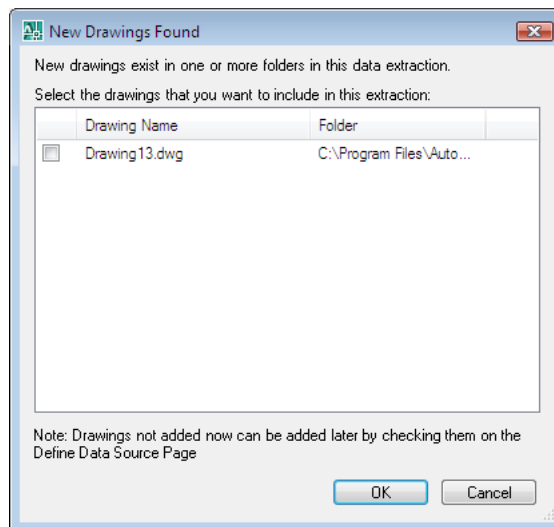 New Drawings Found
New drawings exist in one or more folders in this data extraction.
Select the drawings that you want to include in this extraction:
Drawing Name Folder
Drawing13.dwg C:\Program Files\Auto...
Note: Drawings not added now can be added later by checking them on the
Define Data Source Page
OK Cancel